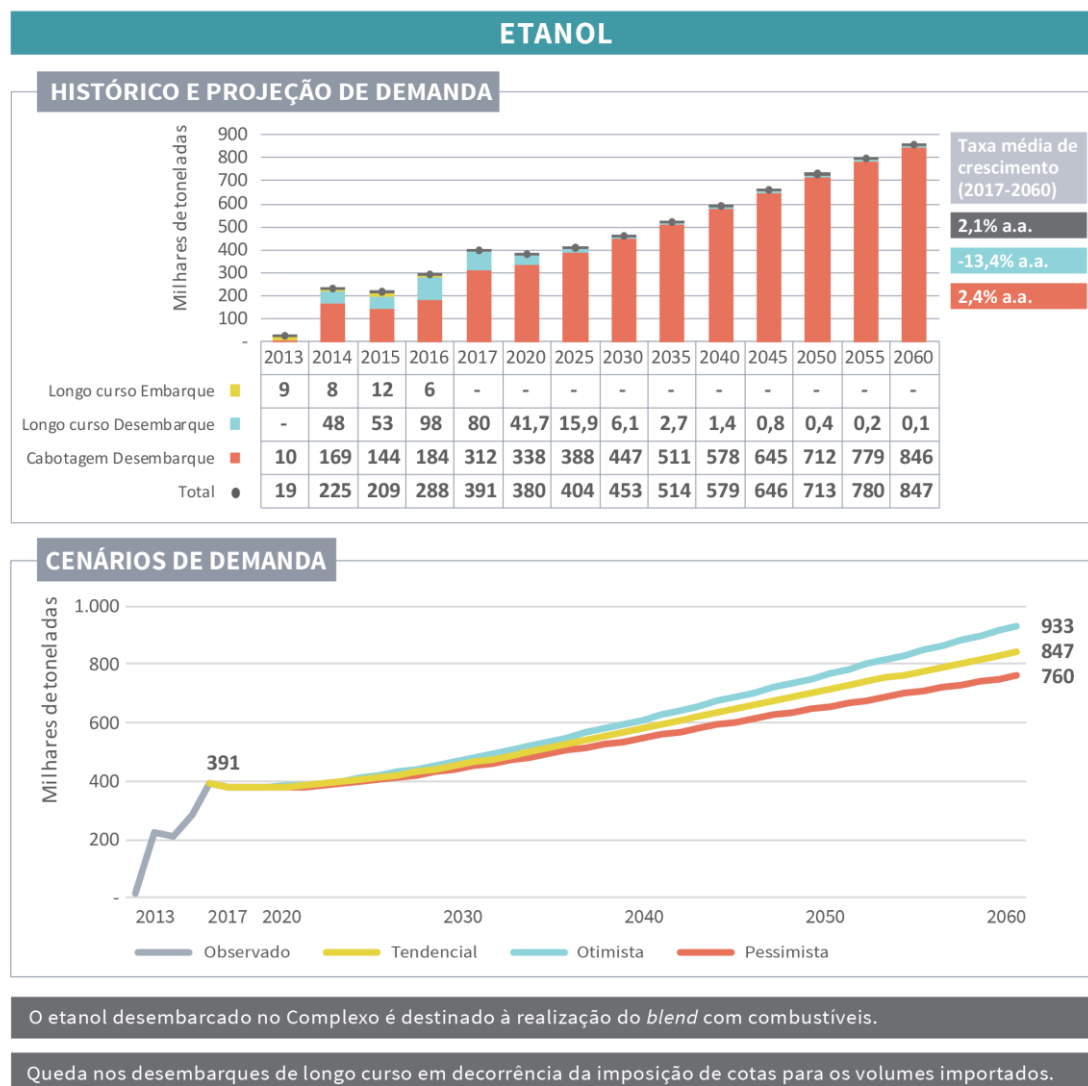 ETANOL
HISTÓRICO E PROJEÇÃO DE DEMANDA
Milhares de toneladas
900
800
700
600
500
400
300
200
100
-
Taxa média de
crescimento
(2017-2060)
2,1% a.a.
-13,4% a.a.
2,4% a.a.
2013 2014 2015 2016 2017 2020 2025 2030 2035 2040 2045 2050 2055 2060
Longo curso Embarque 9 8 12 6 - - - - - - - - - -
Longo curso Desembarque - 48 53 98 80 41,7 15,9 6,1 2,7 1,4 0,8 0,4 0,2 0,1
Cabotagem Desembarque 10 169 144 184 312 338 388 447 511 578 645 712 779 846
Total 19 225 209 288 391 380 404 453 514 579 646 713 780 847
CENÁRIOS DE DEMANDA
Milhares de toneladas
1.000
800
600
400
200
-
391
933
847
760
2013 2017 2020 2030 2040 2050 2060
Observado Tendencial Otimista Pessimista
O etanol desembarcado no Complexo é destinado à realização do blend com combustíveis.
Queda nos desembarques de longo curso em decorrência da imposição de cotas para os volumes importados.